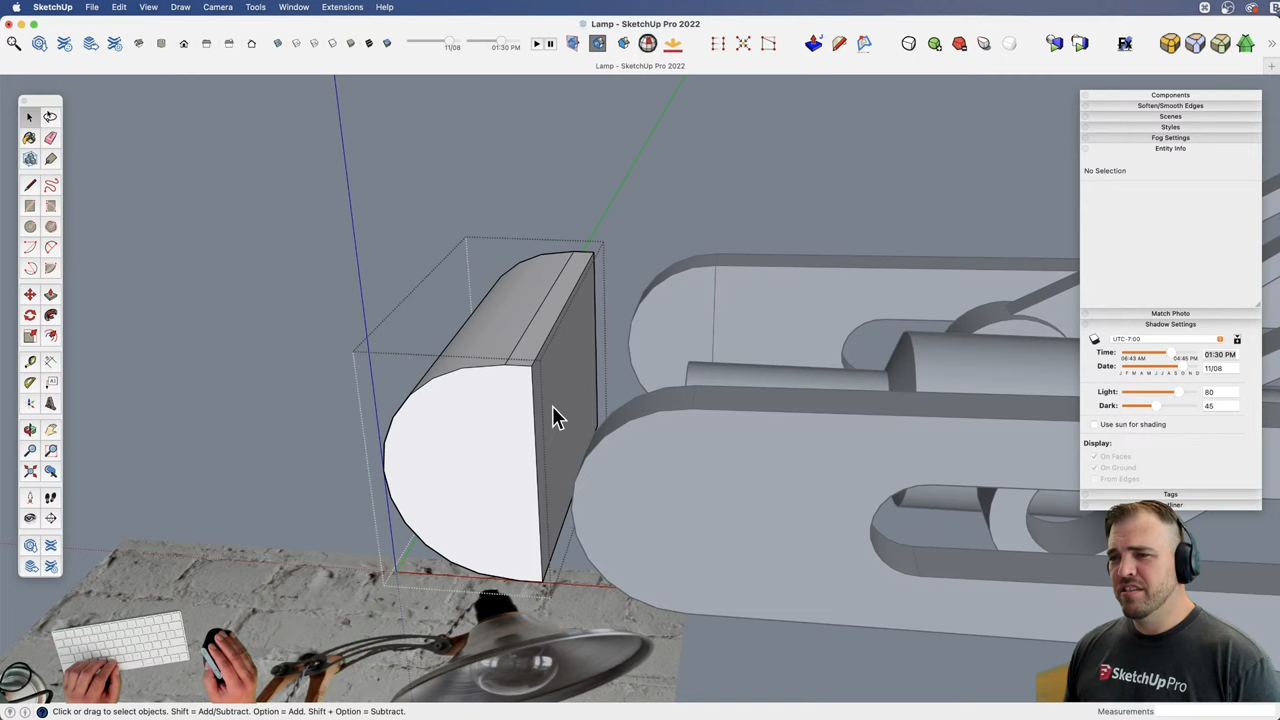 SketchUp File Edit View Draw Camera Tools Window Extensions Help
Lamp - SketchUp Pro 2022
11/08 01:30 PM
Fx
Lamp - SketchUp Pro 2022
Components
Soften/Smooth Edges
Scenes
Styles
Fog Settings
Entity Info
No Selection
Match Photo
Shadow Settings
UTC-7:00
Time: 01:30 PM
06:43 AM 04:45 PM
Date: 11/08
J F M A M J J A S O N D
Light: 80
Dark: 45
Use sun for shading
Display:
On Faces
On Ground
From Edges
Tags
SketchUp Pro
Click or drag to select objects. Shift = Add/Subtract. Option = Add. Shift + Option = Subtract.
Measurements